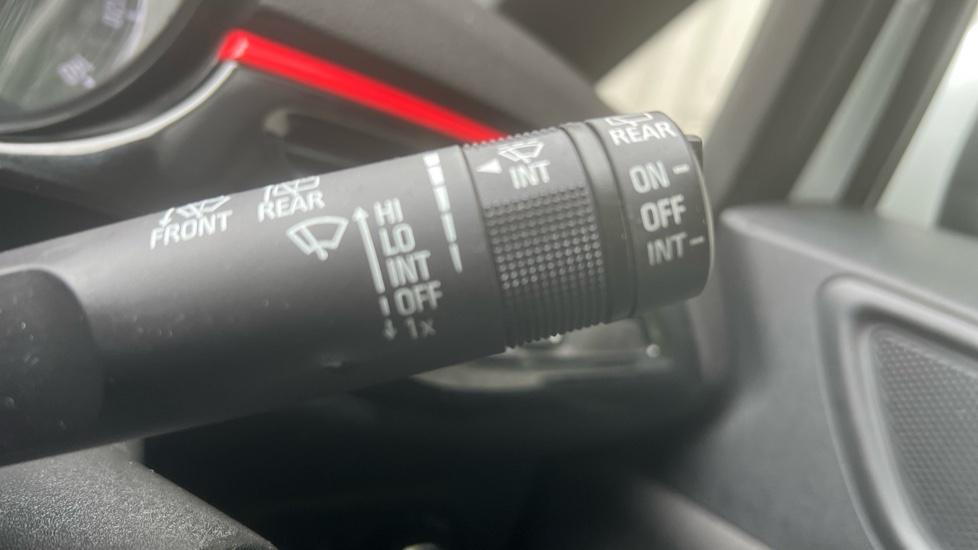 FRONT
REAR
HI
LO
INT
OFF
1x
INT
REAR
ON
OFF
INT